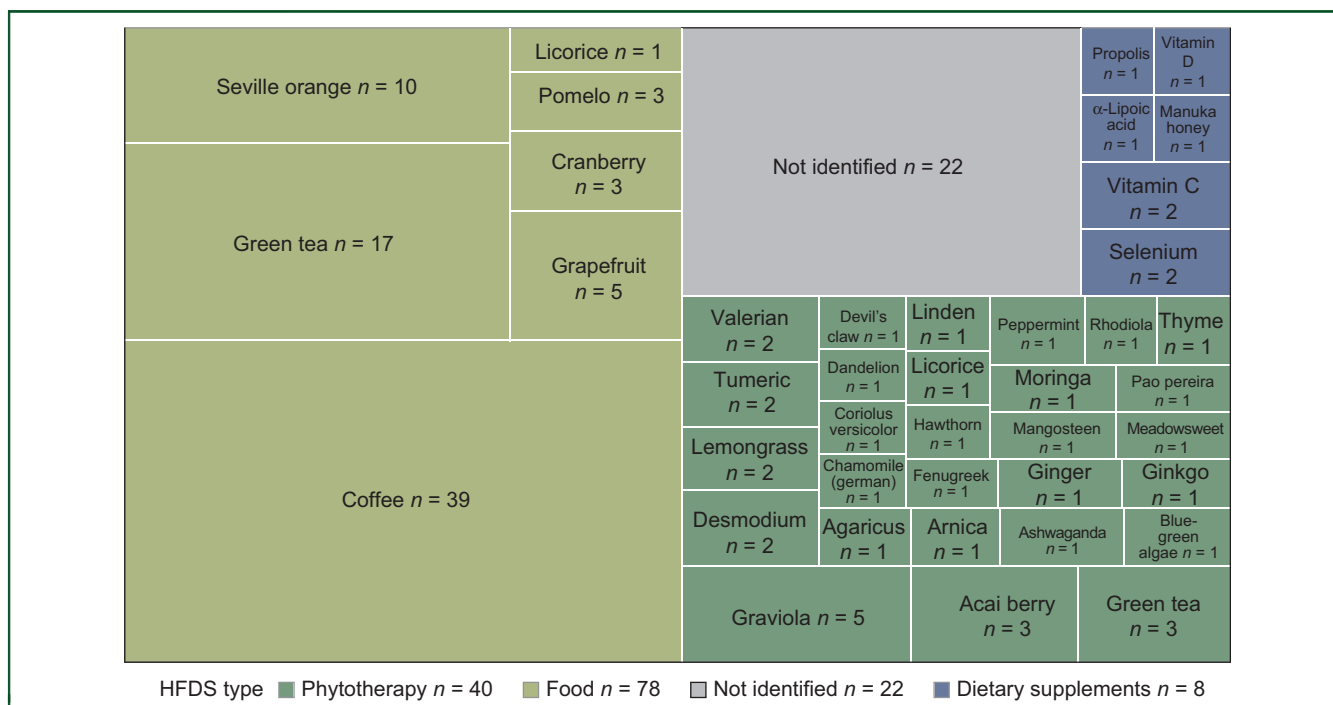 Seville orange n = 10
Green tea n = 17
Licorice n = 1
Pomelo n = 3
Cranberry
n = 3
Grapefruit
n = 5
Coffee n = 39
Not identified n = 22
Propolis
n = 1
Vitamin
D
n = 1
α-Lipoic
acid
n = 1
Manuka
honey
n = 1
Vitamin C
n = 2
Selenium
n = 2
Valerian
n = 2
Tumeric
n = 2
Lemongrass
n = 2
Desmodium
n = 2
Devil's
claw n = 1
Dandelion
n = 1
Coriolus
versicolor
n = 1
Chamomile
(german)
n = 1
Agaricus
n = 1
Linden
n = 1
Licorice
n = 1
Hawthorn
n = 1
Fenugreek
n = 1
Arnica
n = 1
Peppermint
n = 1
Rhodiola
n = 1
Thyme
n = 1
Moringa
n = 1
Pao pereira
n = 1
Mangosteen
n = 1
Meadowsweet
n = 1
Ginger
n = 1
Ginkgo
n = 1
Ashwaganda
n = 1
Blue-
green
algae n = 1
Graviola n = 5
Acai berry
n = 3
Green tea
n = 3
HFDS type Phytotherapy n = 40 Food n = 78 Not identified n = 22 Dietary supplements n = 8